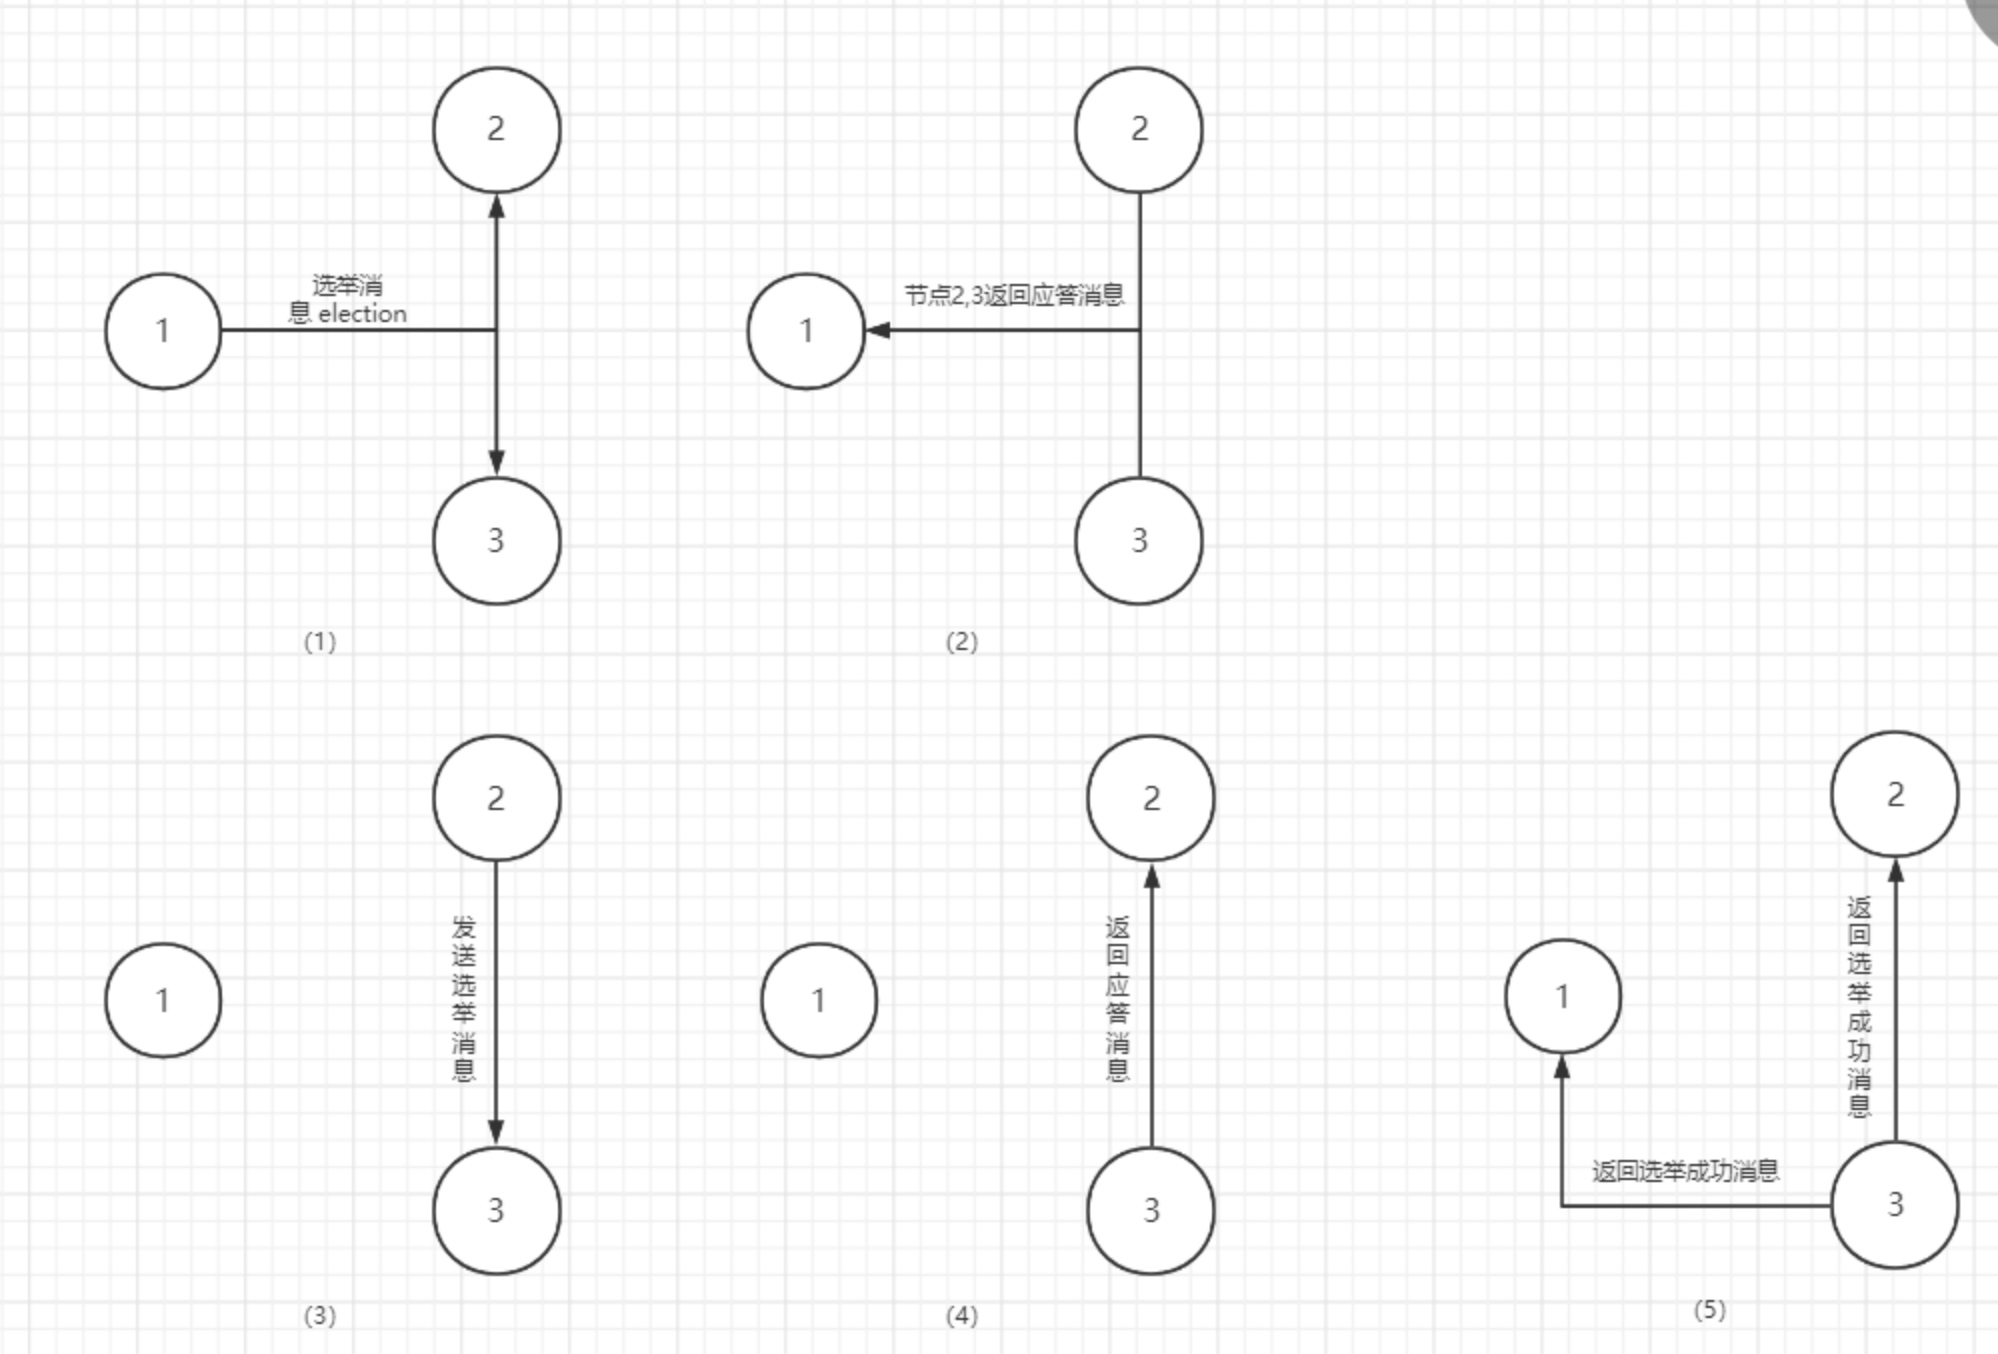 2
选举消
息 election
1
3
(1)
2
节点2,3返回应答消息
1
3
(2)
2
发送选举消息
1
3
(3)
2
返回应答消息
1
3
(4)
2
返回选举成功消息
1
返回选举成功消息
3
(5)